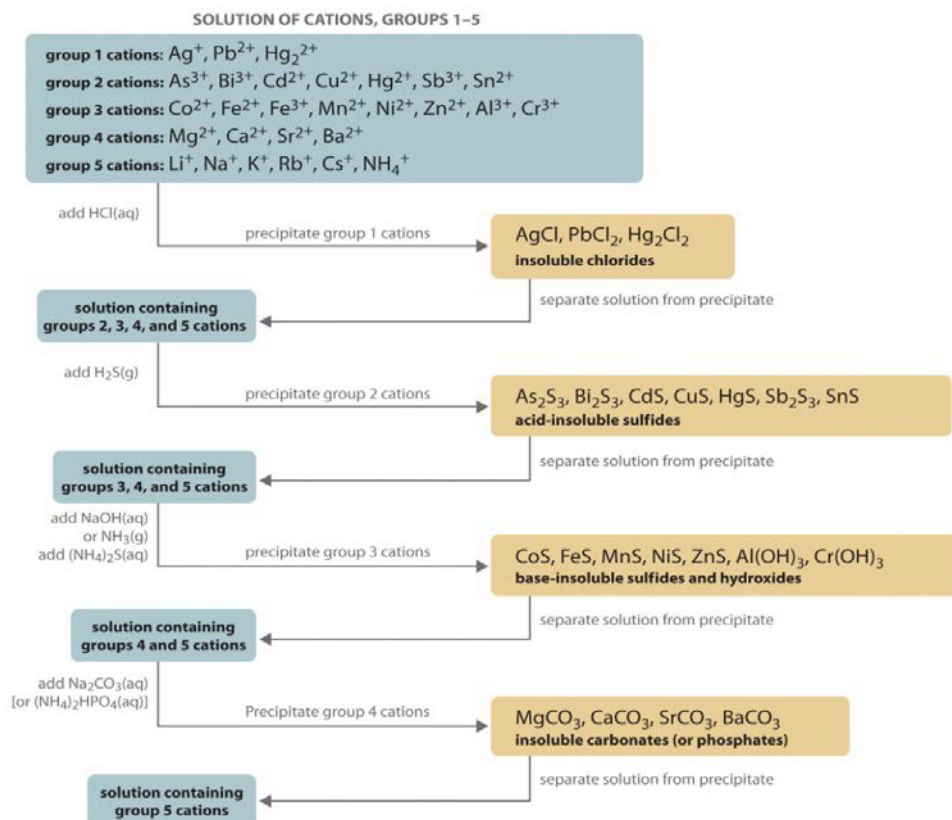 SOLUTION OF CATIONS, GROUPS 1–5
group 1 cations: Ag⁺, Pb²⁺, Hg₂²⁺
group 2 cations: As³⁺, Bi³⁺, Cd²⁺, Cu²⁺, Hg²⁺, Sb³⁺, Sn²⁺
group 3 cations: Co²⁺, Fe²⁺, Fe³⁺, Mn²⁺, Ni²⁺, Zn²⁺, Al³⁺, Cr³⁺
group 4 cations: Mg²⁺, Ca²⁺, Sr²⁺, Ba²⁺
group 5 cations: Li⁺, Na⁺, K⁺, Rb⁺, Cs⁺, NH₄⁺
add HCl(aq)
precipitate group 1 cations
AgCl, PbCl₂, Hg₂Cl₂
insoluble chlorides
separate solution from precipitate
solution containing
groups 2, 3, 4, and 5 cations
add H₂S(g)
precipitate group 2 cations
As₂S₃, Bi₂S₃, CdS, CuS, HgS, Sb₂S₃, SnS
acid-insoluble sulfides
separate solution from precipitate
solution containing
groups 3, 4, and 5 cations
add NaOH(aq)
or NH₃(g)
add (NH₄)₂S(aq)
precipitate group 3 cations
CoS, FeS, MnS, NiS, ZnS, Al(OH)₃, Cr(OH)₃
base-insoluble sulfides and hydroxides
separate solution from precipitate
solution containing
groups 4 and 5 cations
add Na₂CO₃(aq)
[or (NH₄)₂HPO₄(aq)]
Precipitate group 4 cations
MgCO₃, CaCO₃, SrCO₃, BaCO₃
insoluble carbonates (or phosphates)
separate solution from precipitate
solution containing
group 5 cations